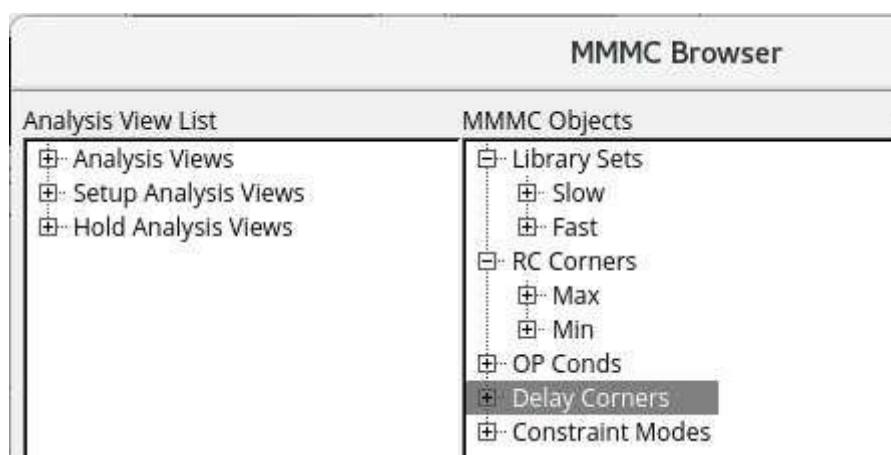 MMMC Browser
Analysis View List
Analysis Views
Setup Analysis Views
Hold Analysis Views
MMMC Objects
Library Sets
Slow
Fast
RC Corners
Max
Min
OP Conds
Delay Corners
Constraint Modes